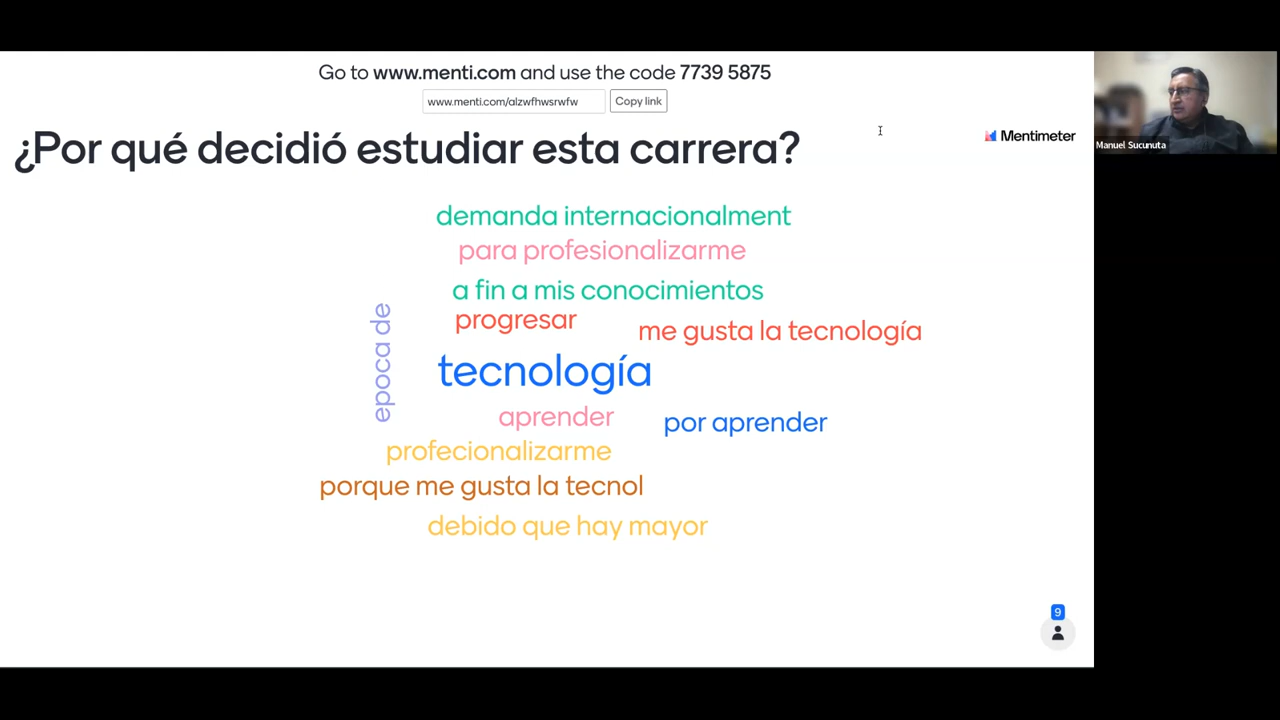 Go to www.menti.com and use the code 7739 5875
www.menti.com/alzwfhwsrwfw Copy link
¿Por qué decidió estudiar esta carrera?
Mentimeter
Manuel Sucunuta
demanda internacionalment
para profesionalizarme
a fin a mis conocimientos
epoca de
progresar
me gusta la tecnología
tecnología
aprender
por aprender
profecionalizarme
porque me gusta la tecnol
debido que hay mayor
9